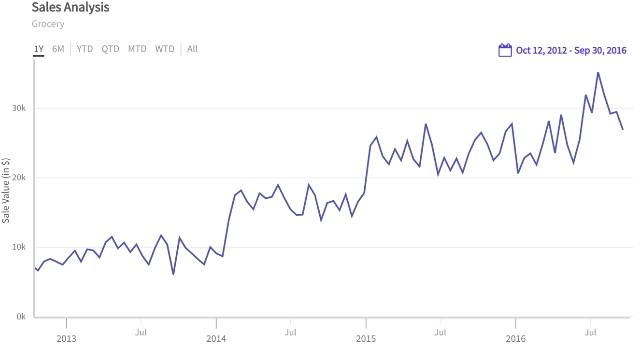 Sales Analysis
Grocery
1Y 6M YTD QTD MTD WTD All
Oct 12, 2012 - Sep 30, 2016
Sale Value (in $)
30k
20k
10k
0k
2013 Jul 2014 Jul 2015 Jul 2016 Jul